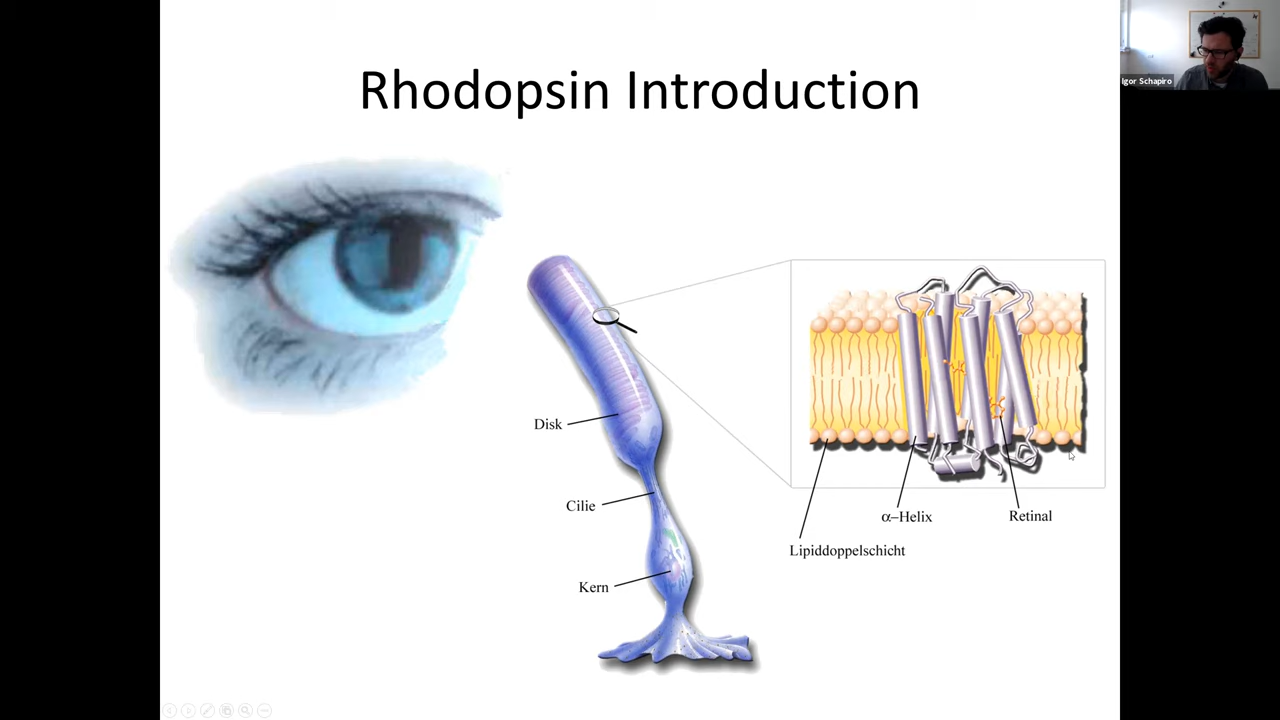 Rhodopsin Introduction
Igor Schapiro
Disk
Cilie
Kern
α–Helix
Retinal
Lipiddoppelschicht